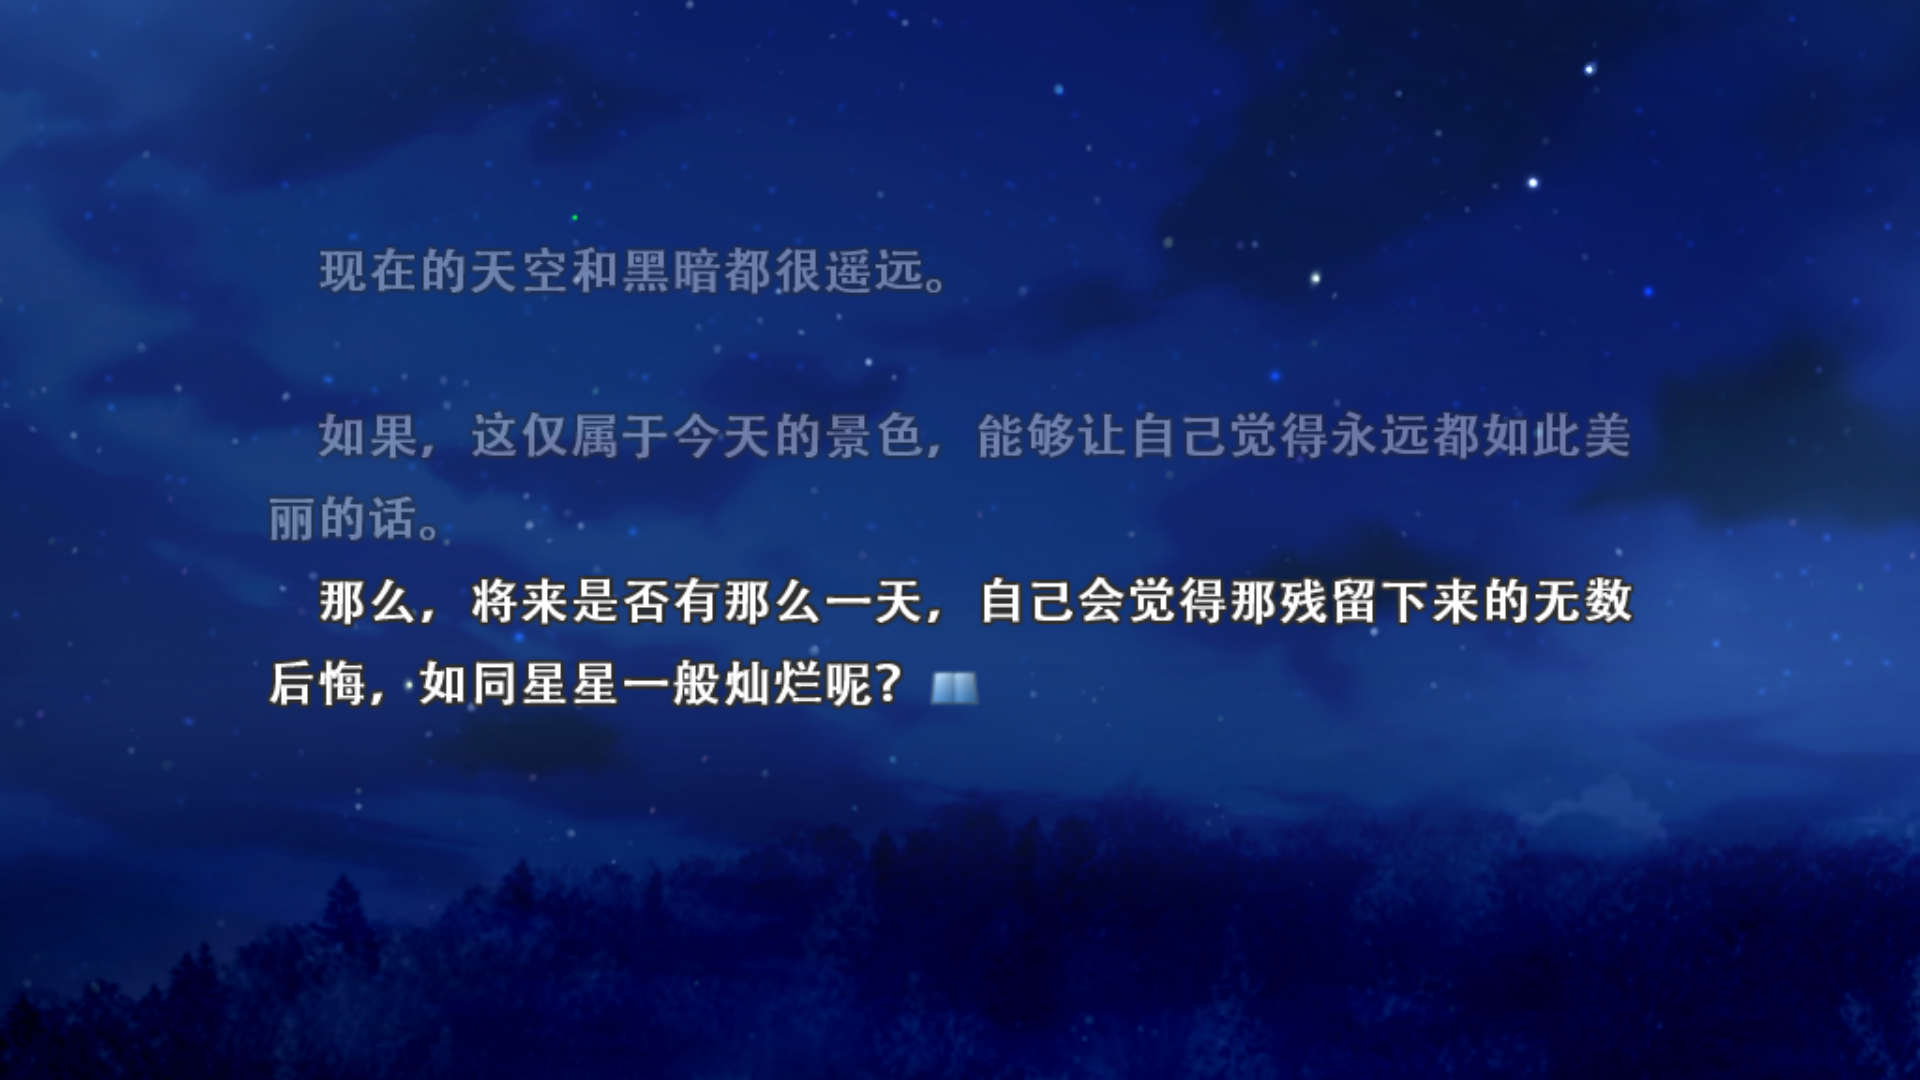 现在的天空和黑暗都很遥远。
如果，这仅属于今天的景色，能够让自己觉得永远都如此美
丽的话。
那么，将来是否有那么一天，自己会觉得那残留下来的无数
后悔，如同星星一般灿烂呢？